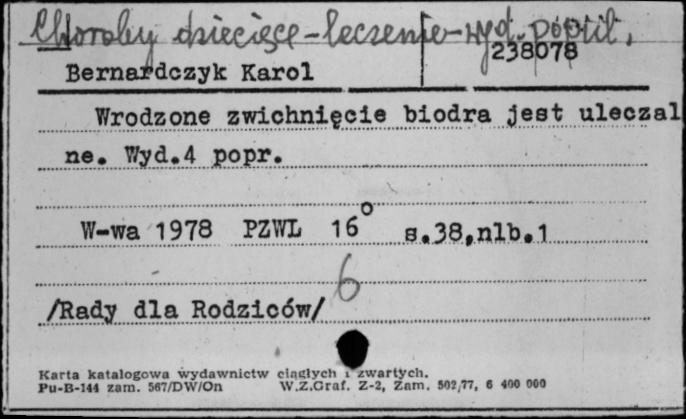 Choroby dziecięce - leczenie - wyd. popul.
238078
Bernardczyk Karol
Wrodzone zwichnięcie biodra jest uleczal
ne. Wyd.4 popr.
W-wa 1978 PZWL 16° s.38,nlb.1
6
/Rady dla Rodziców/
Karta katalogowa wydawnictw ciągłych i zwartych.
Pu-B-144 zam. 567/DW/On W.Z.Graf. Z-2, Zam. 502/77, 6 400 000